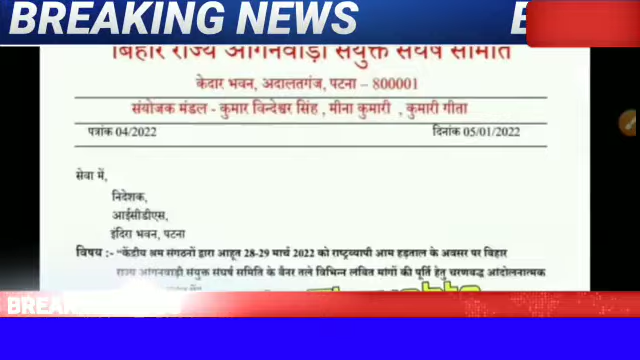 BREAKING NEWS
बिहार राज्य आंगनवाड़ी संयुक्त संघर्ष समिति
केदार भवन, अदालतगंज, पटना – 800001
संयोजक मंडल - कुमार विन्देश्वर सिंह , मीना कुमारी , कुमारी गीता
पत्रांक 04/2022 दिनांक 05/01/2022
सेवा में,
निदेशक,
आईसीडीएस,
इंदिरा भवन, पटना
विषय :- “केंद्रीय श्रम संगठनों द्वारा आहूत 28-29 मार्च 2022 को राष्ट्रव्यापी आम हड़ताल के अवसर पर बिहार
राज्य आंगनवाड़ी संयुक्त संघर्ष समिति के बैनर तले विभिन्न लंबित मांगों की पूर्ति हेतु चरणबद्ध आंदोलनात्मक